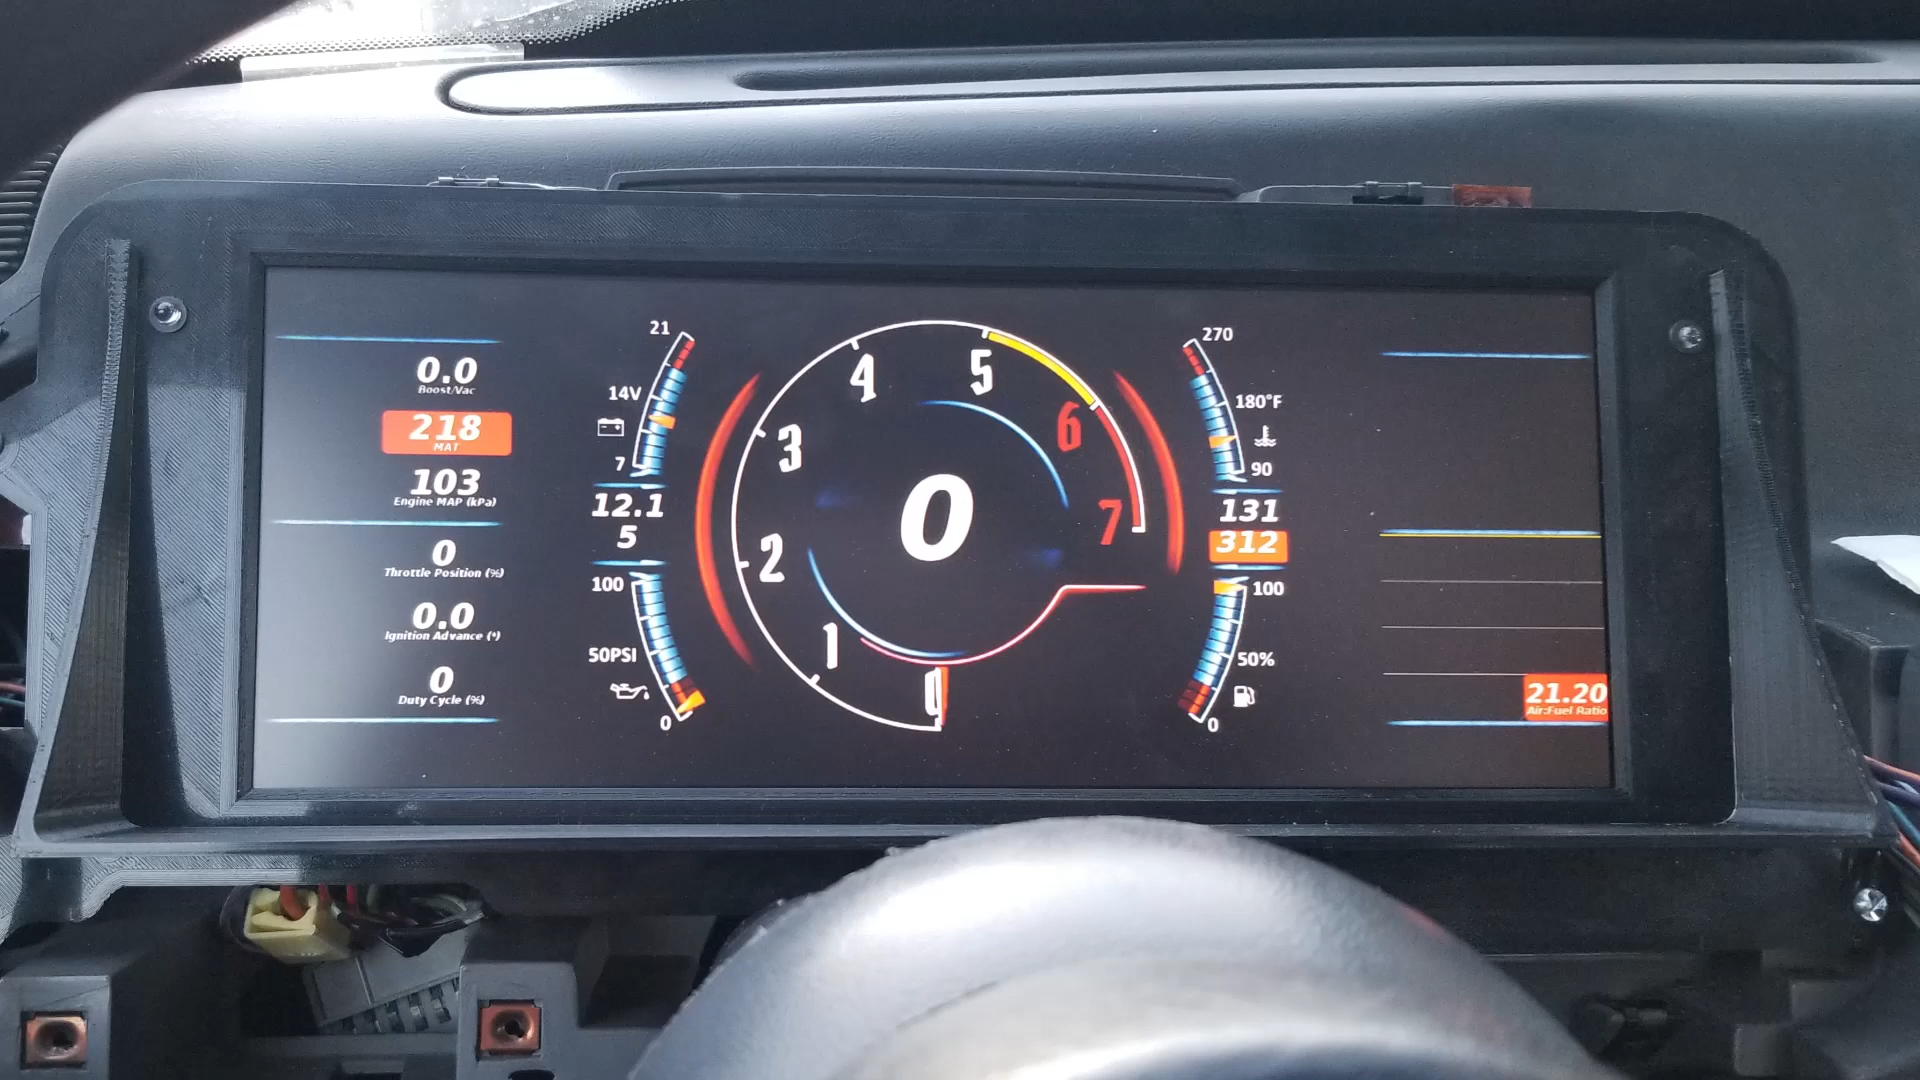 0.0
Boost/Vac
218
MAT
103
Engine MAP (kPa)
0
Throttle Position (%)
0.0
Ignition Advance (°)
0
Duty Cycle (%)
21
14V
7
12.1
5
100
50PSI
0
0
1
2
3
4
5
6
7
0
270
180°F
90
131
312
100
50%
0
21.20
Air:Fuel Ratio